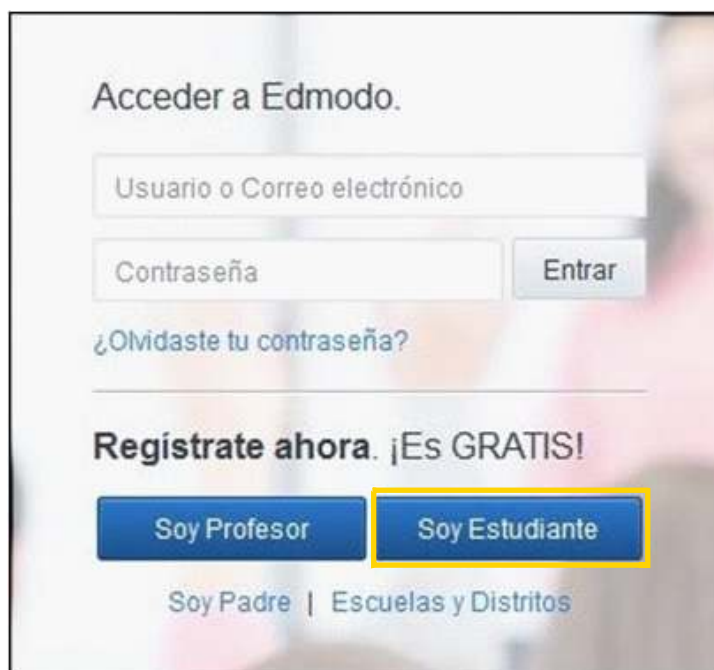 Acceder a Edmodo.
Usuario o Correo electrónico
Contraseña
Entrar
¿Olvidaste tu contraseña?
Regístrate ahora. ¡Es GRATIS!
Soy Profesor
Soy Estudiante
Soy Padre | Escuelas y Distritos